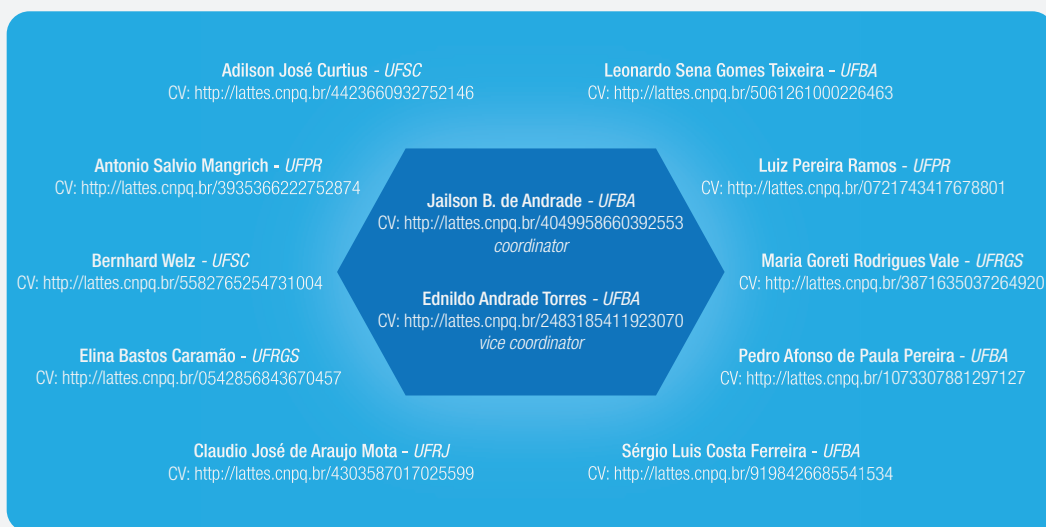 Adilson José Curtius - UFSC
CV: http://lattes.cnpq.br/4423660932752146
Leonardo Sena Gomes Teixeira - UFBA
CV: http://lattes.cnpq.br/5061261000226463
Antonio Salvio Mangrich - UFPR
CV: http://lattes.cnpq.br/3935366222752874
Luiz Pereira Ramos - UFPR
CV: http://lattes.cnpq.br/0721743417678801
Jailson B. de Andrade - UFBA
CV: http://lattes.cnpq.br/4049958660392553
coordinator
Bernhard Welz - UFSC
CV: http://lattes.cnpq.br/5582765254731004
Maria Goreti Rodrigues Vale - UFRGS
CV: http://lattes.cnpq.br/3871635037264920
Ednildo Andrade Torres - UFBA
CV: http://lattes.cnpq.br/2483185411923070
vice coordinator
Elina Bastos Caramão - UFRGS
CV: http://lattes.cnpq.br/0542856843670457
Pedro Afonso de Paula Pereira - UFBA
CV: http://lattes.cnpq.br/1073307881297127
Claudio José de Araujo Mota - UFRJ
CV: http://lattes.cnpq.br/4303587017025599
Sérgio Luis Costa Ferreira - UFBA
CV: http://lattes.cnpq.br/9198426685541534